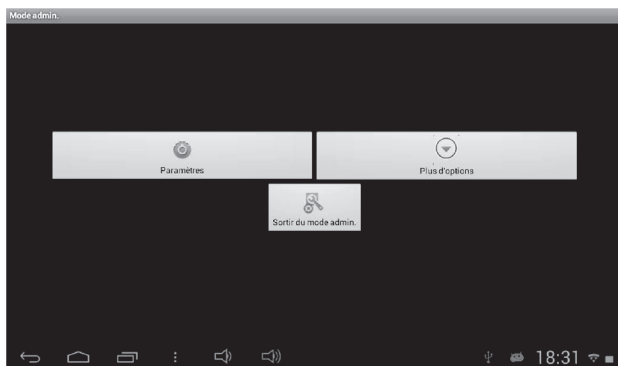 Mode admin.
Paramètres
Plus d'options
Sortir du mode admin.
18:31